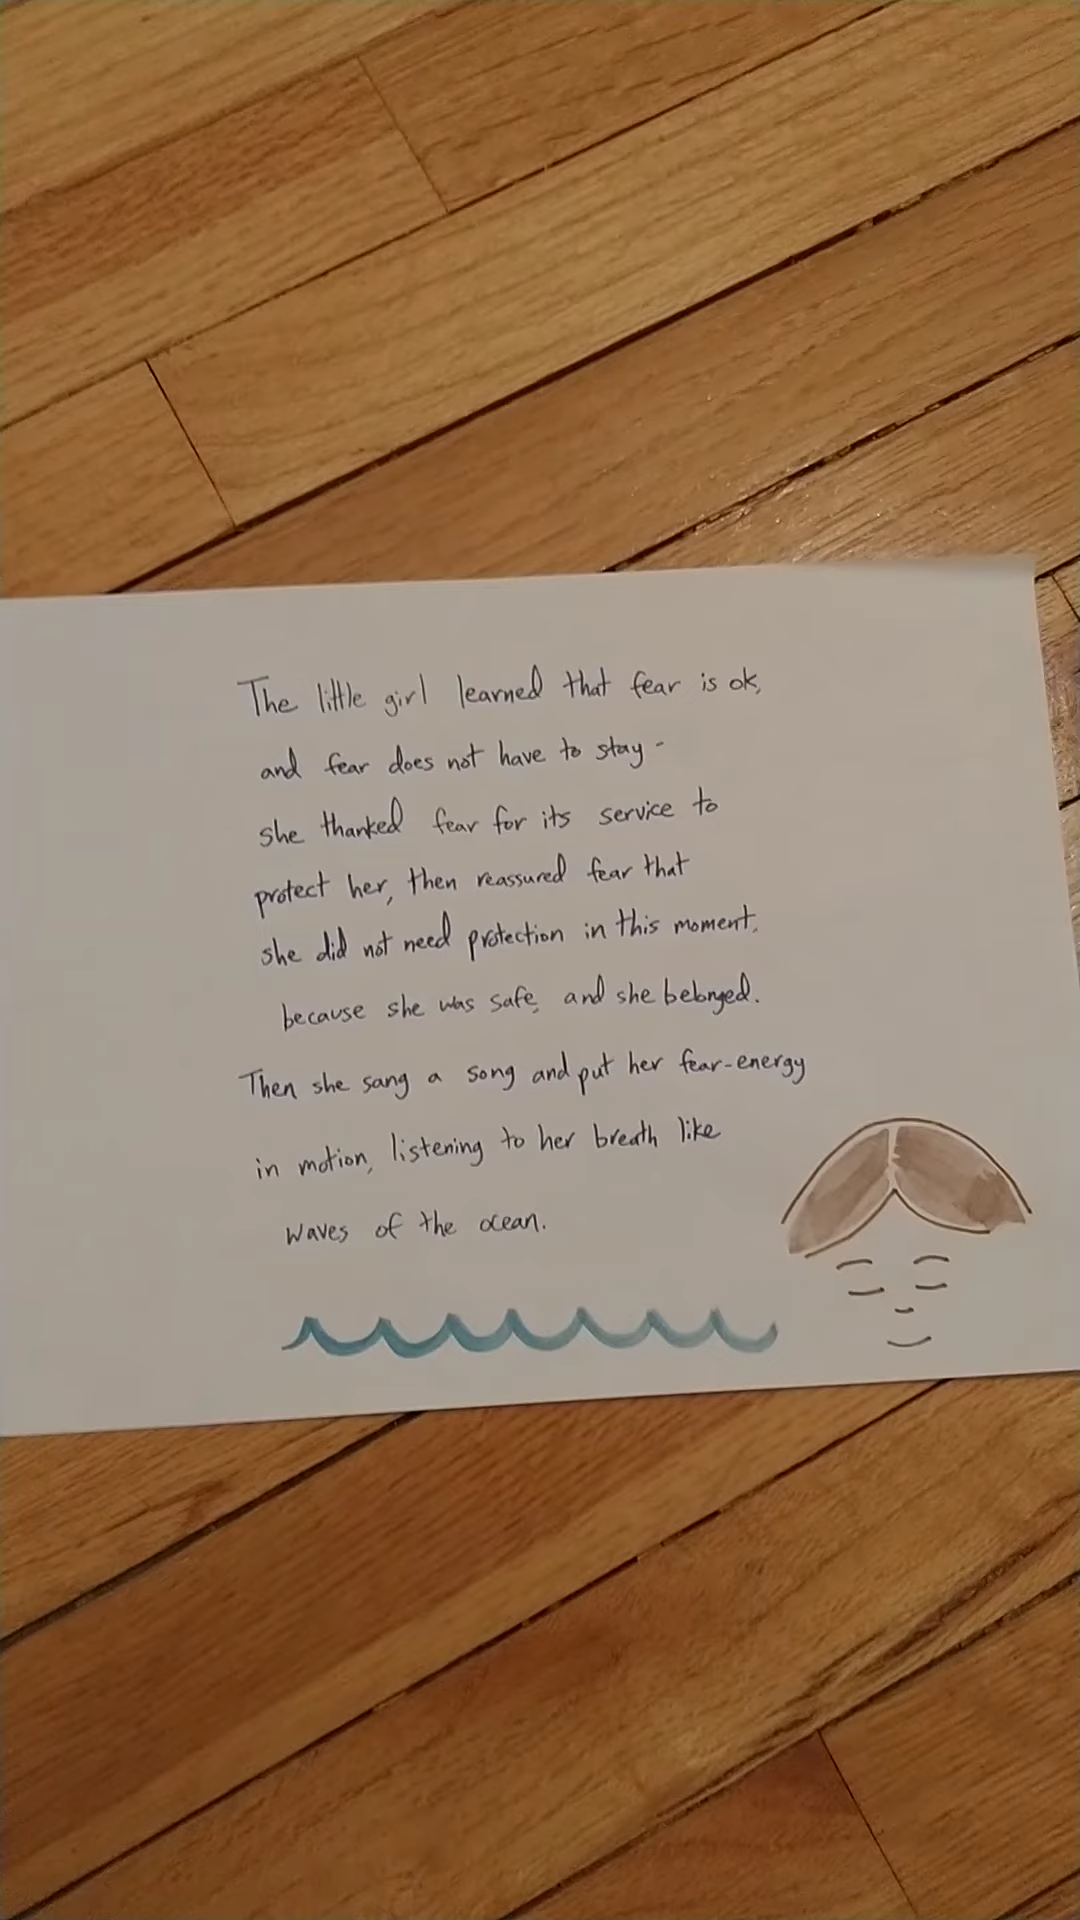 The little girl learned that fear is ok,
and fear does not have to stay -
she thanked fear for its service to
protect her, then reassured fear that
she did not need protection in this moment,
because she was safe, and she belonged.
Then she sang a song and put her fear-energy
in motion, listening to her breath like
waves of the ocean.